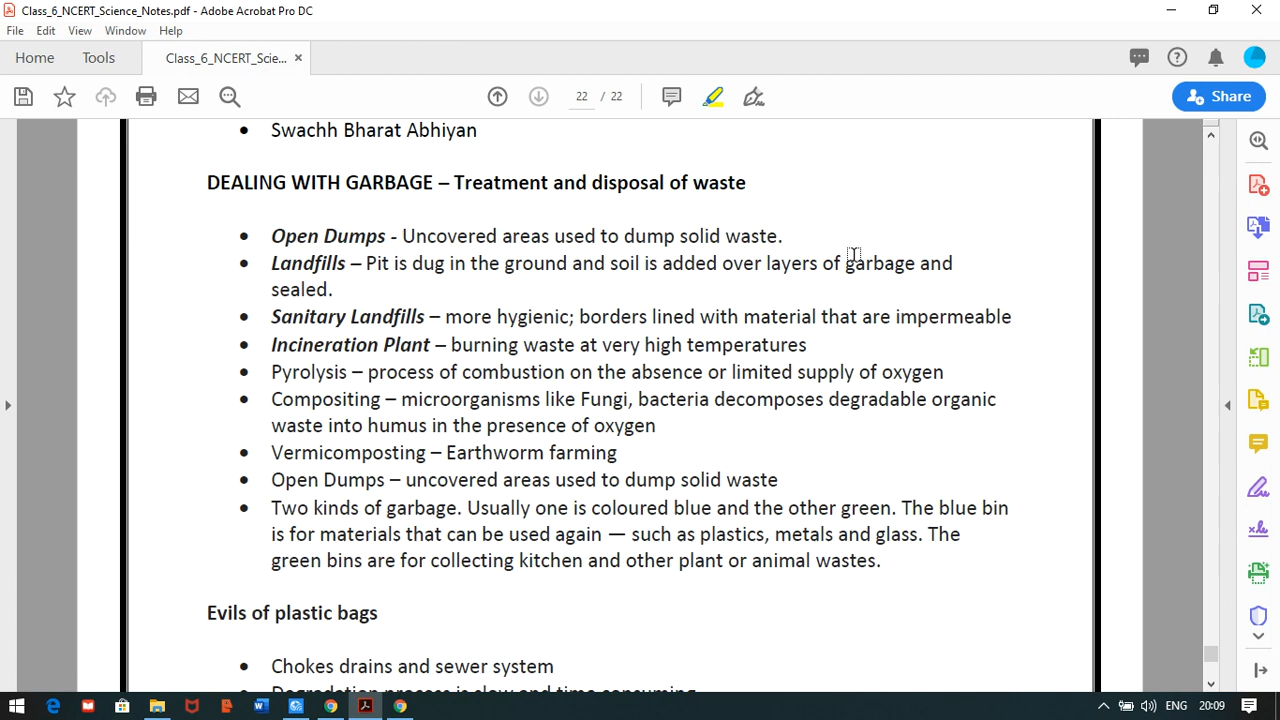 Class_6_NCERT_Science_Notes.pdf - Adobe Acrobat Pro DC
File Edit View Window Help
Home Tools Class_6_NCERT_Scie... ×
22 / 22
Share
• Swachh Bharat Abhiyan
DEALING WITH GARBAGE – Treatment and disposal of waste
• Open Dumps - Uncovered areas used to dump solid waste.
• Landfills – Pit is dug in the ground and soil is added over layers of garbage and
sealed.
• Sanitary Landfills – more hygienic; borders lined with material that are impermeable
• Incineration Plant – burning waste at very high temperatures
• Pyrolysis – process of combustion on the absence or limited supply of oxygen
• Compositing – microorganisms like Fungi, bacteria decomposes degradable organic
waste into humus in the presence of oxygen
• Vermicomposting – Earthworm farming
• Open Dumps – uncovered areas used to dump solid waste
• Two kinds of garbage. Usually one is coloured blue and the other green. The blue bin
is for materials that can be used again — such as plastics, metals and glass. The
green bins are for collecting kitchen and other plant or animal wastes.
Evils of plastic bags
• Chokes drains and sewer system
• Degradation process is slow and time consuming
ENG 20:09